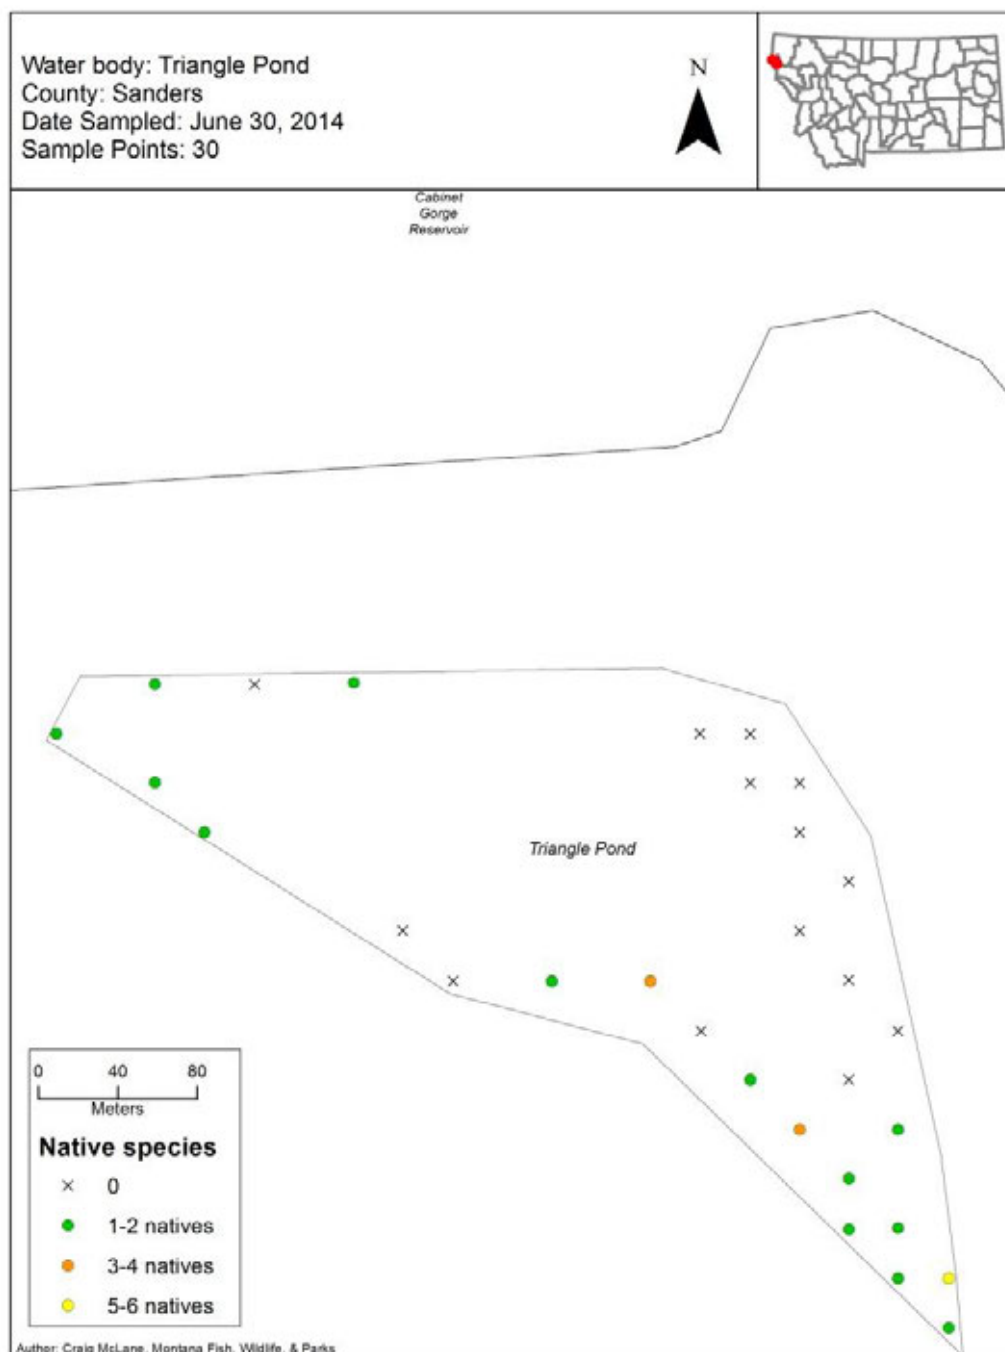 Water body: Triangle Pond
County: Sanders
Date Sampled: June 30, 2014
Sample Points: 30
N
Cabinet
Gorge
Reservoir
Triangle Pond
0 40 80
Meters
Native species
0
1-2 natives
3-4 natives
5-6 natives
Author: Craig McLane, Montana Fish, Wildlife, & Parks